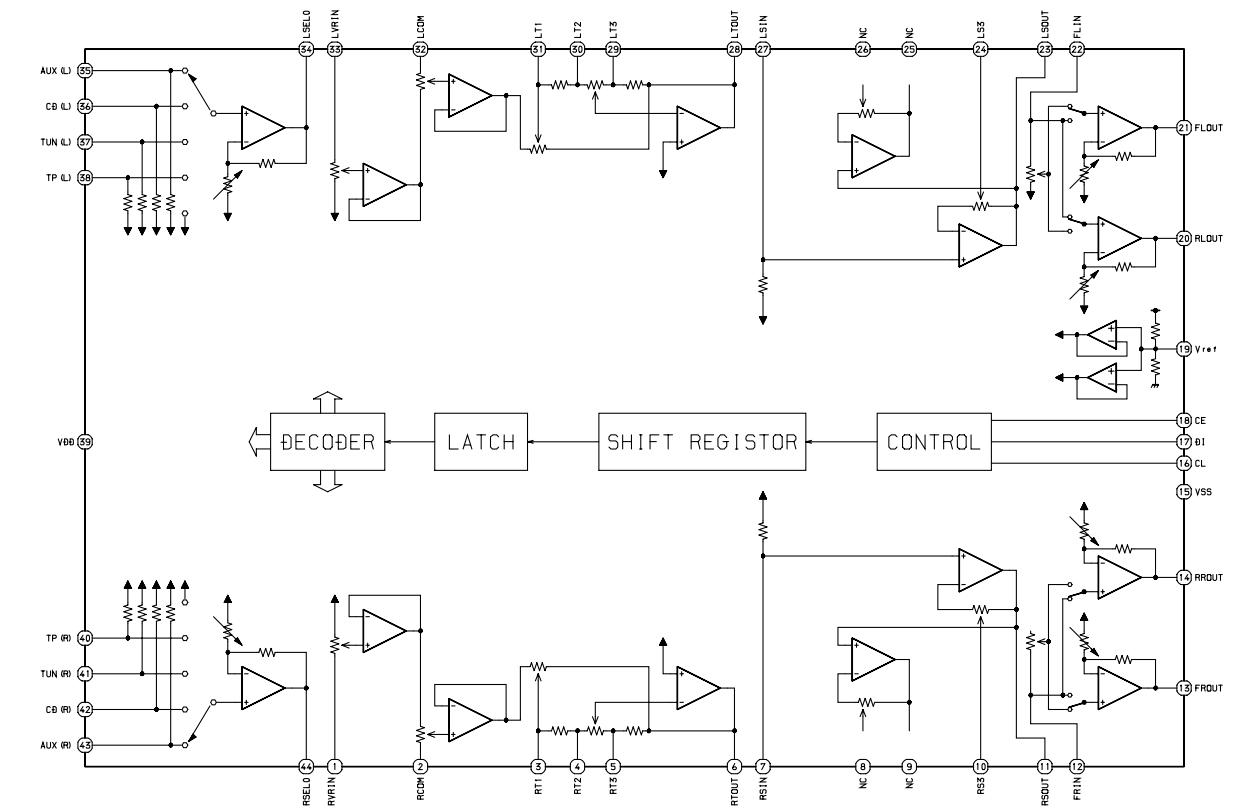 LSELO
LVRIN
LCOM
LT1
LT2
LT3
LTOUT
LSIN
NC
NC
LS3
LSOUT
FLIN
34
33
32
31
30
29
28
27
26
25
24
23
22
AUX (L) 35
CD (L) 36
TUN (L) 37
TP (L) 38
21 FLOUT
20 RLOUT
19 Vref
18 CE
17 DI
16 CL
15 VSS
VDD 39
DECODER
LATCH
SHIFT REGISTOR
CONTROL
14 RROUT
13 FROUT
TP (R) 40
TUN (R) 41
CD (R) 42
AUX (R) 43
44
1
2
3
4
5
6
7
8
9
10
11
12
RSELO
RVRIN
RCOM
RT1
RT2
RT3
RTOUT
RSIN
NC
NC
RS3
RSOUT
FRIN